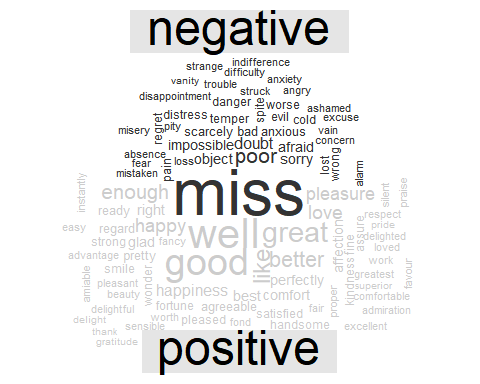 negative
strange indifference
difficulty
vanity trouble anxiety
struck angry
disappointment
danger spite worse
regret distress temper evil cold ashamed
excuse
misery pity scarcely bad anxious vain
impossible doubt afraid concern
absence
fear loss object poor sorry lost wrong
mistaken pain alarm
miss
instantly enough pleasure silent praise
ready right love
easy regard happy well great affection assure respect
pride
strong glad fancy fine delighted
advantage pretty like better loved
smile good kindness work
amiable wonder perfectly greatest
pleasant superior favour
beauty happiness best comfort comfortable
delightful fortune agreeable fair proper admiration
delight worth pleased fond satisfied
sensible handsome excellent
thank
gratitude
positive